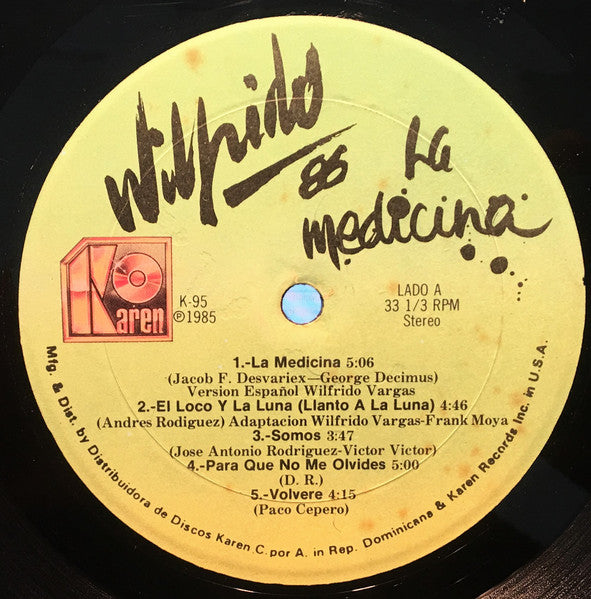 Wilfrido 86 La
medicina
Karen
K-95
℗1985
LADO A
33 1/3 RPM
Stereo
1.-La Medicina 5:06
(Jacob F. Desvariex—George Decimus)
Version Español Wilfrido Vargas
2.-El Loco Y La Luna (Llanto A La Luna) 4:46
(Andres Rodiguez) Adaptacion Wilfrido Vargas-Frank Moya
3.-Somos 3:47
(Jose Antonio Rodriguez-Victor Victor)
4.-Para Que No Me Olvides 5:00
(D. R.)
5.-Volvere 4:15
(Paco Cepero)
Mfg. & Dist. by Distribuidora de Discos Karen C. por A. in Rep. Dominicana & Karen Records Inc. in U.S.A.